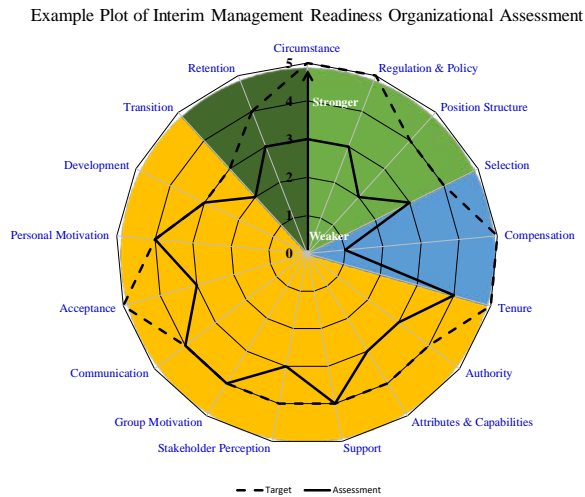 Example Plot of Interim Management Readiness Organizational Assessment
Circumstance
Retention
Regulation & Policy
5
Transition
4
Stronger
Position Structure
3
Development
Selection
2
1
Personal Motivation
Weaker
Compensation
0
Acceptance
Tenure
Communication
Authority
Group Motivation
Attributes & Capabilities
Stakeholder Perception
Support
Target
Assessment